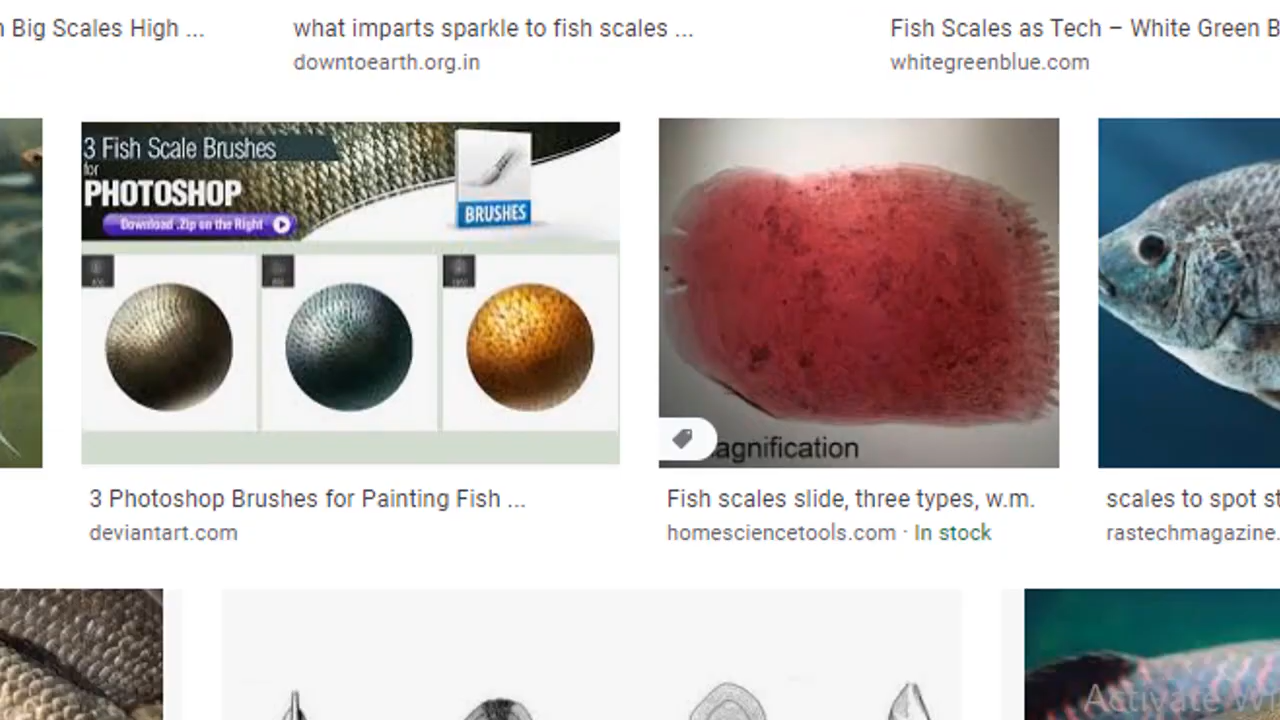 n Big Scales High ...
what imparts sparkle to fish scales ...
Fish Scales as Tech – White Green B
downtoearth.org.in
whitegreenblue.com
3 Fish Scale Brushes
for
PHOTOSHOP
Download .Zip on the Right
BRUSHES
agnification
3 Photoshop Brushes for Painting Fish ...
Fish scales slide, three types, w.m.
scales to spot st
deviantart.com
homesciencetools.com · In stock
rastechmagazine.
Activate Wi